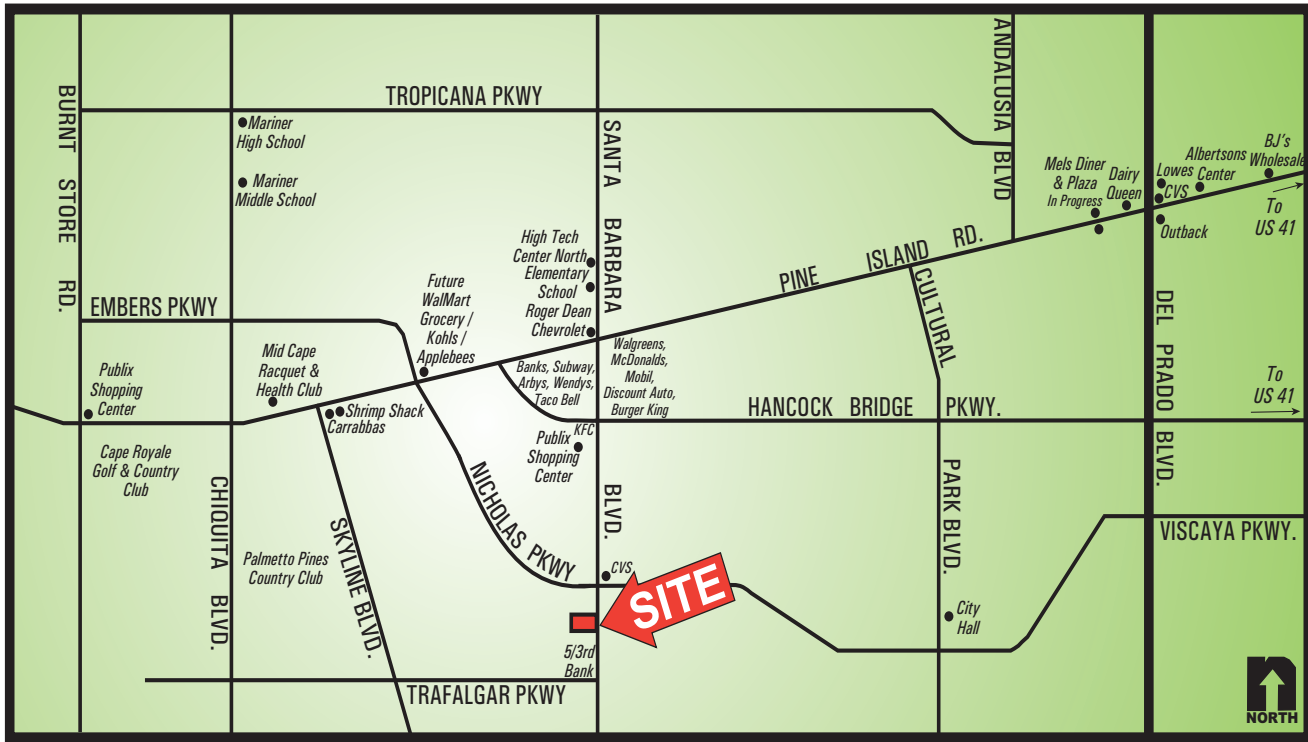 TROPICANA PKWY
BURNT STORE RD.
Mariner
High School
Mariner
Middle School
SANTA BARBARA BLVD.
ANDALUSIA BLVD
Mels Diner
& Plaza
In Progress
Dairy
Queen
Lowes
CVS
Albertsons
Center
BJ's
Wholesale
To
US 41
Outback
High Tech
Center North
Elementary
School
Roger Dean
Chevrolet
PINE ISLAND RD.
CULTURAL PARK BLVD.
EMBERS PKWY
Future
WalMart
Grocery /
Kohls /
Applebees
DEL PRADO BLVD.
Publix
Shopping
Center
Mid Cape
Racquet &
Health Club
Shrimp Shack
Carrabbas
Banks, Subway,
Arbys, Wendys,
Taco Bell
Walgreens,
McDonalds,
Mobil,
Discount Auto,
Burger King
HANCOCK BRIDGE PKWY.
To
US 41
KFC
Publix
Shopping
Center
Cape Royale
Golf & Country
Club
CHIQUITA BLVD.
SKYLINE BLVD.
NICHOLAS PKWY
Palmetto Pines
Country Club
VISCAYA PKWY.
CVS
SITE
City
Hall
5/3rd
Bank
TRAFALGAR PKWY
n
NORTH